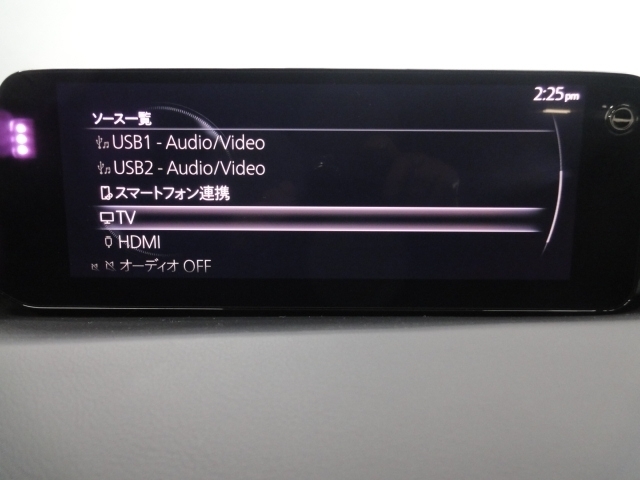 2:25pm
ソース一覧
USB1 - Audio/Video
USB2 - Audio/Video
スマートフォン連携
TV
HDMI
オーディオ OFF